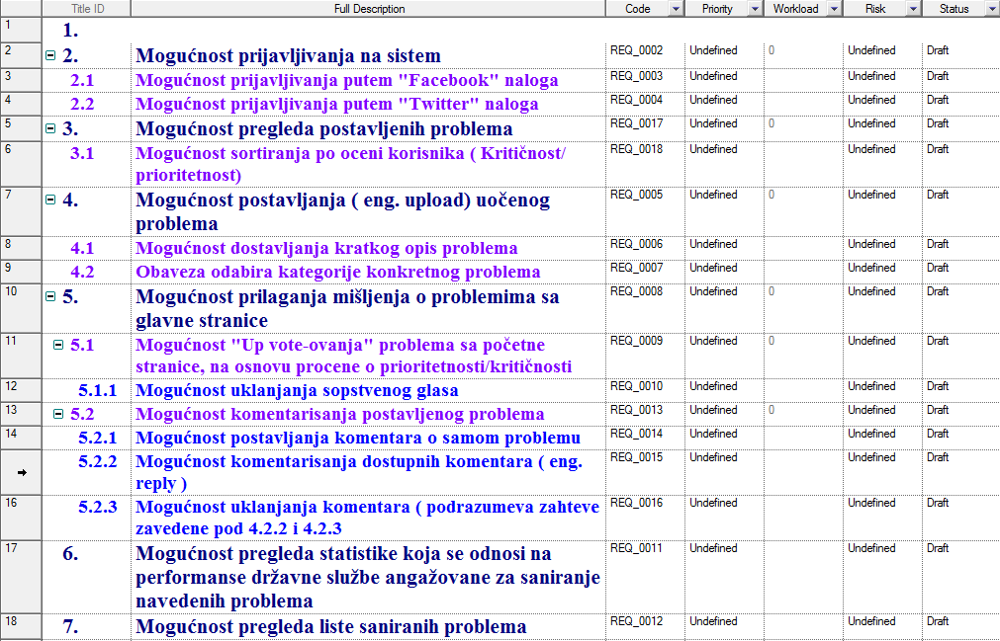 Title ID Full Description Code Priority Workload Risk Status
1 1.
2 2. Mogućnost prijavljivanja na sistem REQ_0002 Undefined 0 Undefined Draft
3 2.1 Mogućnost prijavljivanja putem "Facebook" naloga REQ_0003 Undefined Undefined Draft
4 2.2 Mogućnost prijavljivanja putem "Twitter" naloga REQ_0004 Undefined Undefined Draft
5 3. Mogućnost pregleda postavljenih problema REQ_0017 Undefined 0 Undefined Draft
6 3.1 Mogućnost sortiranja po oceni korisnika ( Kritičnost/ REQ_0018 Undefined Undefined Draft
prioritetnost)
7 4. Mogućnost postavljanja ( eng. upload) uočenog REQ_0005 Undefined 0 Undefined Draft
problema
8 4.1 Mogućnost dostavljanja kratkog opis problema REQ_0006 Undefined Undefined Draft
9 4.2 Obaveza odabira kategorije konkretnog problema REQ_0007 Undefined Undefined Draft
10 5. Mogućnost prilaganja mišljenja o problemima sa REQ_0008 Undefined 0 Undefined Draft
glavne stranice
11 5.1 Mogućnost "Up vote-ovanja" problema sa početne REQ_0009 Undefined 0 Undefined Draft
stranice, na osnovu procene o prioritetnosti/kritičnosti
12 5.1.1 Mogućnost uklanjanja sopstvenog glasa REQ_0010 Undefined Undefined Draft
13 5.2 Mogućnost komentarisanja postavljenog problema REQ_0013 Undefined 0 Undefined Draft
14 5.2.1 Mogućnost postavljanja komentara o samom problemu REQ_0014 Undefined Undefined Draft
5.2.2 Mogućnost komentarisanja dostupnih komentara ( eng. REQ_0015 Undefined Undefined Draft
reply )
16 5.2.3 Mogućnost uklanjanja komentara ( podrazumeva zahteve REQ_0016 Undefined Undefined Draft
zavedene pod 4.2.2 i 4.2.3
17 6. Mogućnost pregleda statistike koja se odnosi na REQ_0011 Undefined Undefined Draft
performanse državne službe angažovane za saniranje
navedenih problema
18 7. Mogućnost pregleda liste saniranih problema REQ_0012 Undefined Undefined Draft